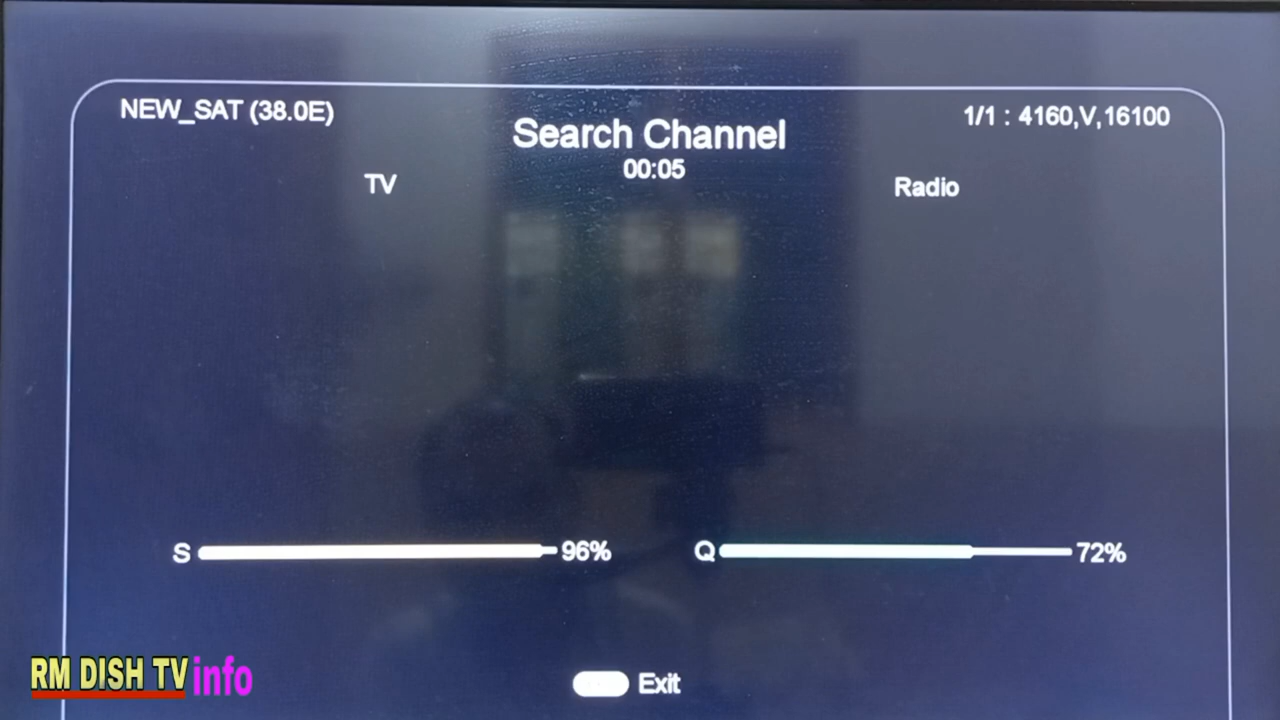 NEW_SAT (38.0E)
Search Channel
1/1 : 4160,V,16100
00:05
TV
Radio
S 96%
Q 72%
Exit
RM DISH TV info